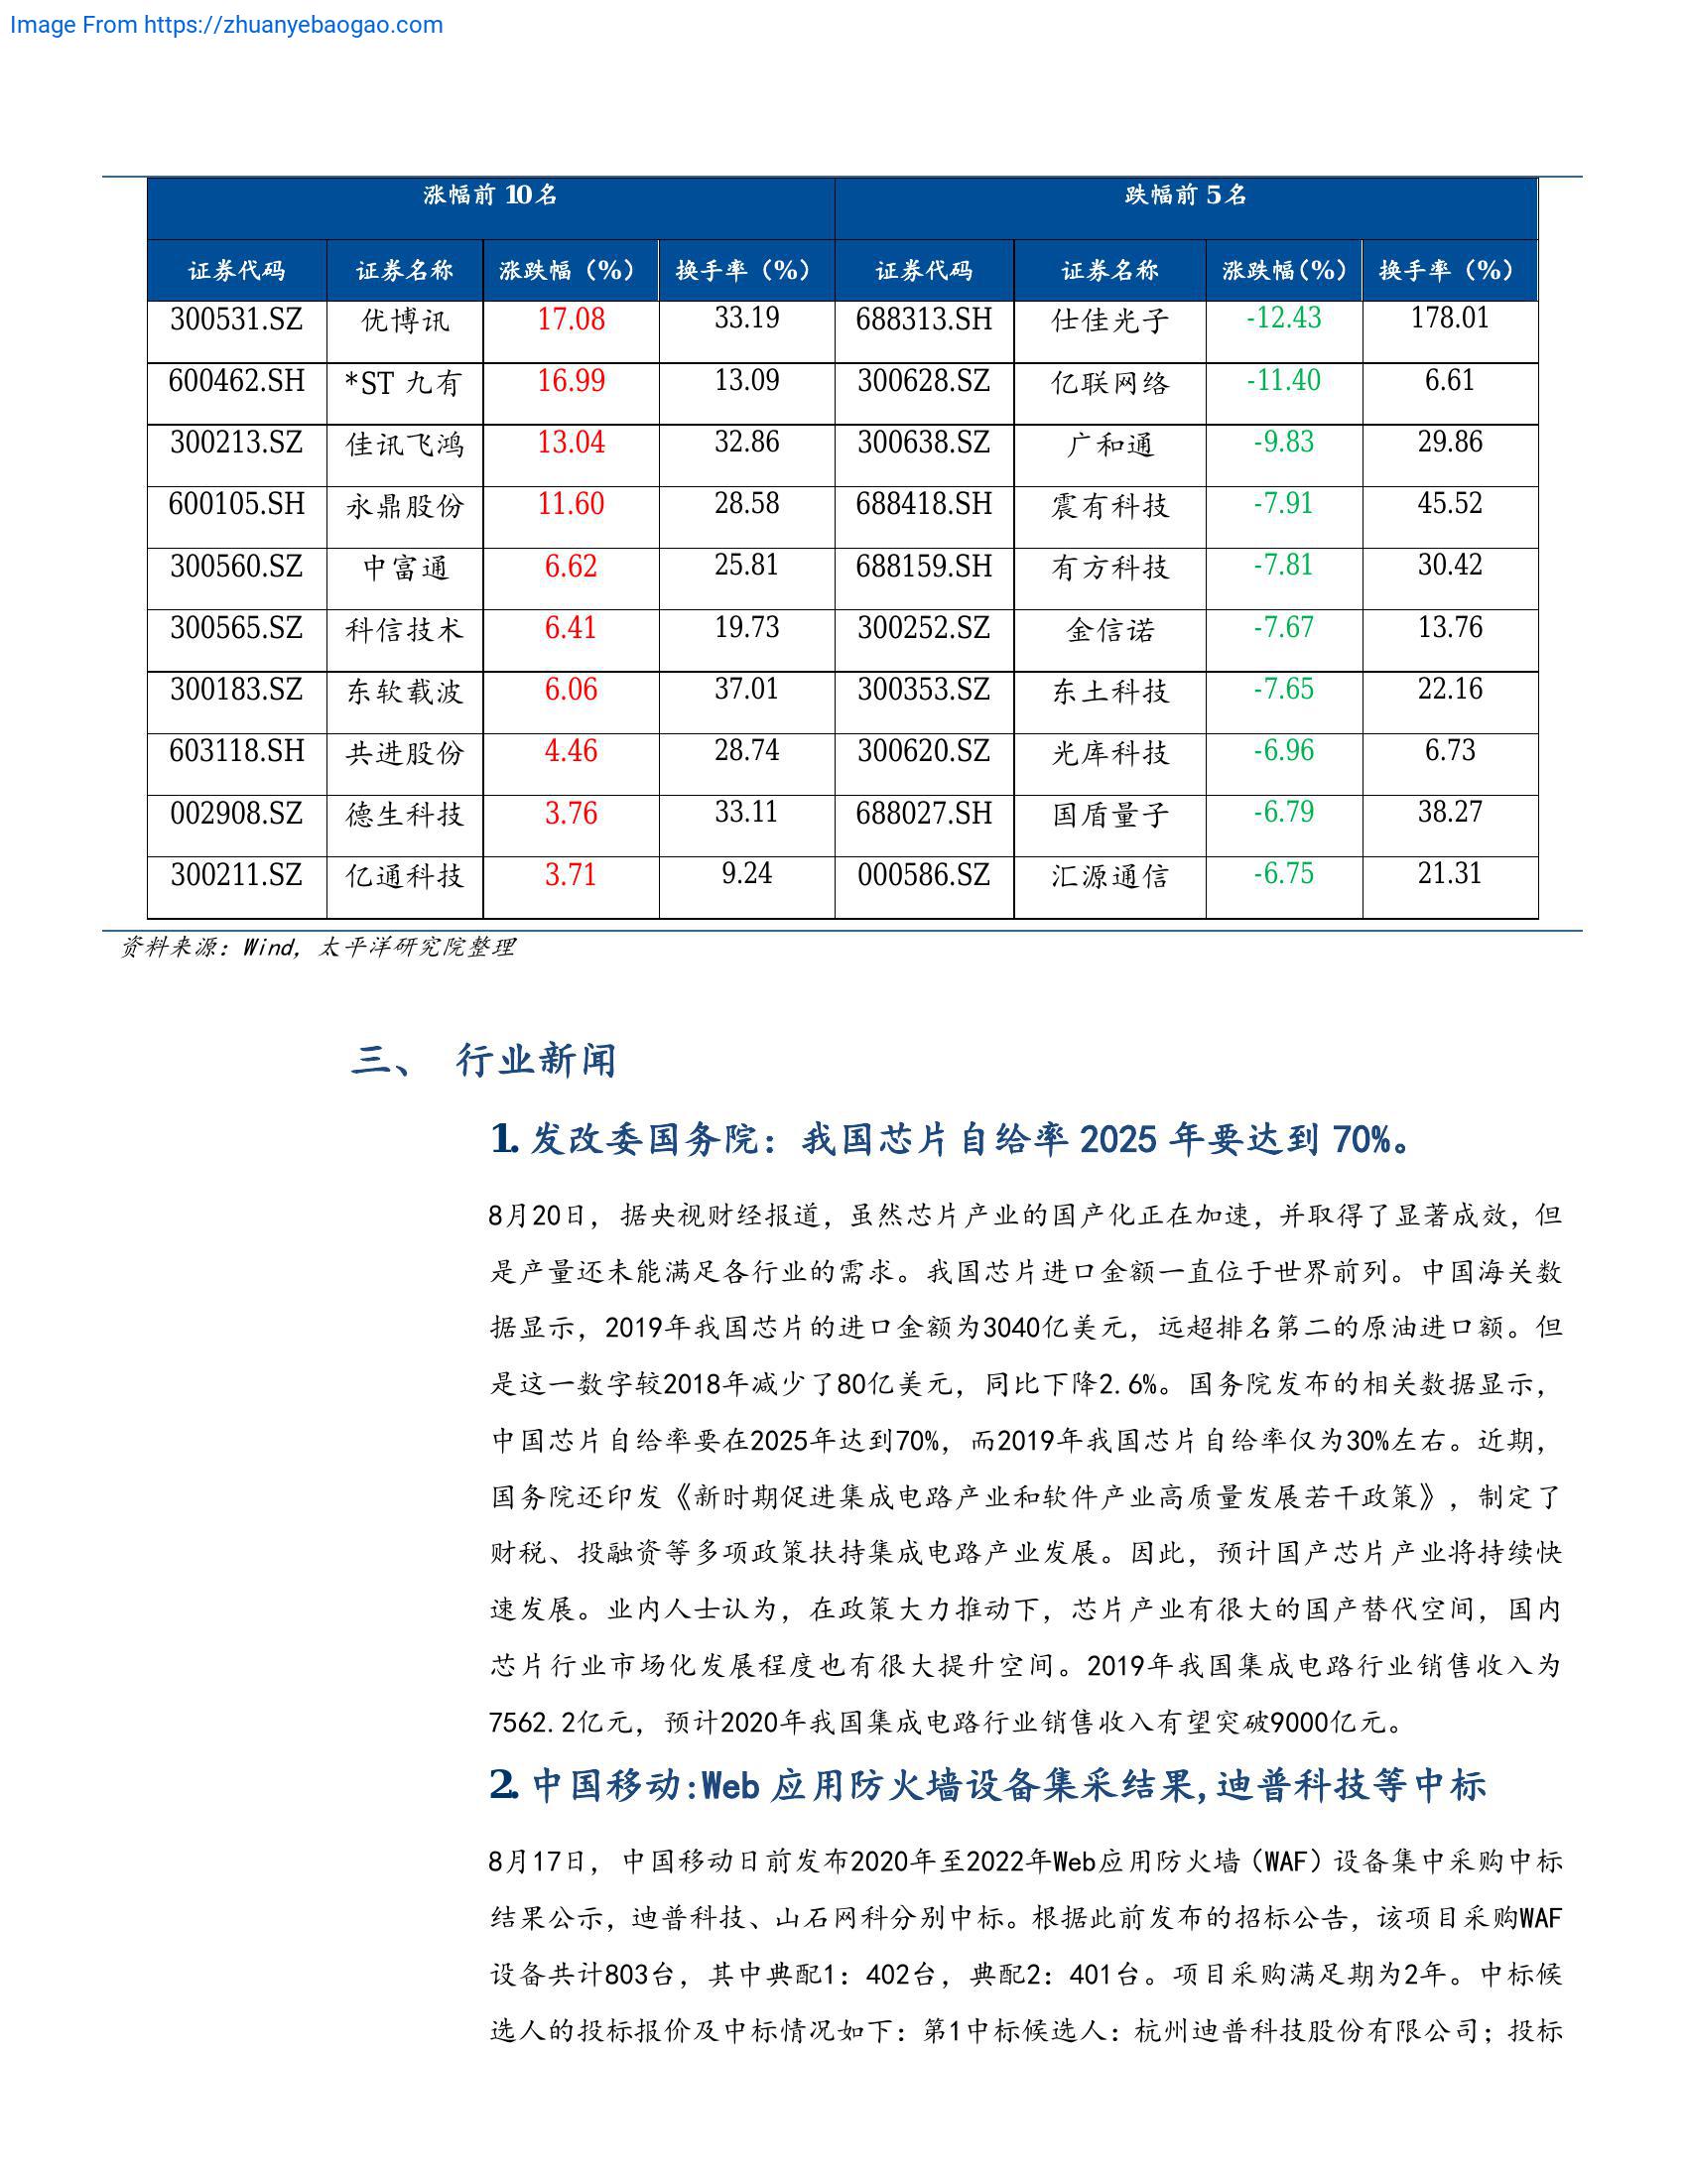 Image From https://zhuanyebaogao.com
涨幅前 10 名 跌幅前 5 名
证券代码 证券名称 涨跌幅（%） 换手率（%） 证券代码 证券名称 涨跌幅(%) 换手率（%）
300531.SZ 优博讯 17.08 33.19 688313.SH 仕佳光子 -12.43 178.01
600462.SH *ST 九有 16.99 13.09 300628.SZ 亿联网络 -11.40 6.61
300213.SZ 佳讯飞鸿 13.04 32.86 300638.SZ 广和通 -9.83 29.86
600105.SH 永鼎股份 11.60 28.58 688418.SH 震有科技 -7.91 45.52
300560.SZ 中富通 6.62 25.81 688159.SH 有方科技 -7.81 30.42
300565.SZ 科信技术 6.41 19.73 300252.SZ 金信诺 -7.67 13.76
300183.SZ 东软载波 6.06 37.01 300353.SZ 东土科技 -7.65 22.16
603118.SH 共进股份 4.46 28.74 300620.SZ 光库科技 -6.96 6.73
002908.SZ 德生科技 3.76 33.11 688027.SH 国盾量子 -6.79 38.27
300211.SZ 亿通科技 3.71 9.24 000586.SZ 汇源通信 -6.75 21.31
资料来源：Wind，太平洋研究院整理
三、 行业新闻
1. 发改委国务院：我国芯片自给率 2025 年要达到 70%。
8月20日，据央视财经报道，虽然芯片产业的国产化正在加速，并取得了显著成效，但
是产量还未能满足各行业的需求。我国芯片进口金额一直位于世界前列。中国海关数
据显示，2019年我国芯片的进口金额为3040亿美元，远超排名第二的原油进口额。但
是这一数字较2018年减少了80亿美元，同比下降2.6%。国务院发布的相关数据显示，
中国芯片自给率要在2025年达到70%，而2019年我国芯片自给率仅为30%左右。近期，
国务院还印发《新时期促进集成电路产业和软件产业高质量发展若干政策》，制定了
财税、投融资等多项政策扶持集成电路产业发展。因此，预计国产芯片产业将持续快
速发展。业内人士认为，在政策大力推动下，芯片产业有很大的国产替代空间，国内
芯片行业市场化发展程度也有很大提升空间。2019年我国集成电路行业销售收入为
7562.2亿元，预计2020年我国集成电路行业销售收入有望突破9000亿元。
2. 中国移动:Web 应用防火墙设备集采结果,迪普科技等中标
8月17日，中国移动日前发布2020年至2022年Web应用防火墙（WAF）设备集中采购中标
结果公示，迪普科技、山石网科分别中标。根据此前发布的招标公告，该项目采购WAF
设备共计803台，其中典配1：402台，典配2：401台。项目采购满足期为2年。中标候
选人的投标报价及中标情况如下：第1中标候选人：杭州迪普科技股份有限公司；投标